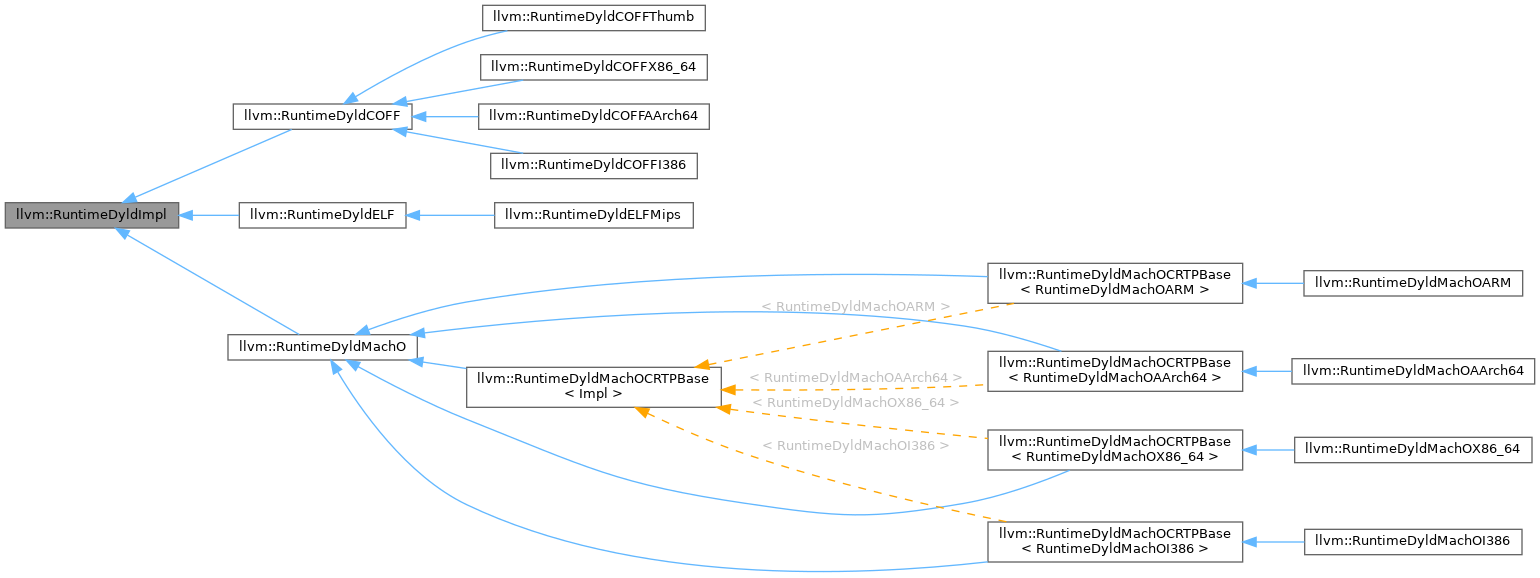 llvm::RuntimeDyldCOFFThumb
llvm::RuntimeDyldCOFFX86_64
llvm::RuntimeDyldCOFF
llvm::RuntimeDyldCOFFAArch64
llvm::RuntimeDyldCOFFI386
llvm::RuntimeDyldImpl
llvm::RuntimeDyldELF
llvm::RuntimeDyldELFMips
llvm::RuntimeDyldMachOCRTPBase
< RuntimeDyldMachOARM >
llvm::RuntimeDyldMachOARM
< RuntimeDyldMachOARM >
llvm::RuntimeDyldMachO
llvm::RuntimeDyldMachOCRTPBase
< Impl >
llvm::RuntimeDyldMachOCRTPBase
< RuntimeDyldMachOAArch64 >
llvm::RuntimeDyldMachOAArch64
< RuntimeDyldMachOAArch64 >
< RuntimeDyldMachOX86_64 >
llvm::RuntimeDyldMachOCRTPBase
< RuntimeDyldMachOX86_64 >
llvm::RuntimeDyldMachOX86_64
< RuntimeDyldMachOI386 >
llvm::RuntimeDyldMachOCRTPBase
< RuntimeDyldMachOI386 >
llvm::RuntimeDyldMachOI386